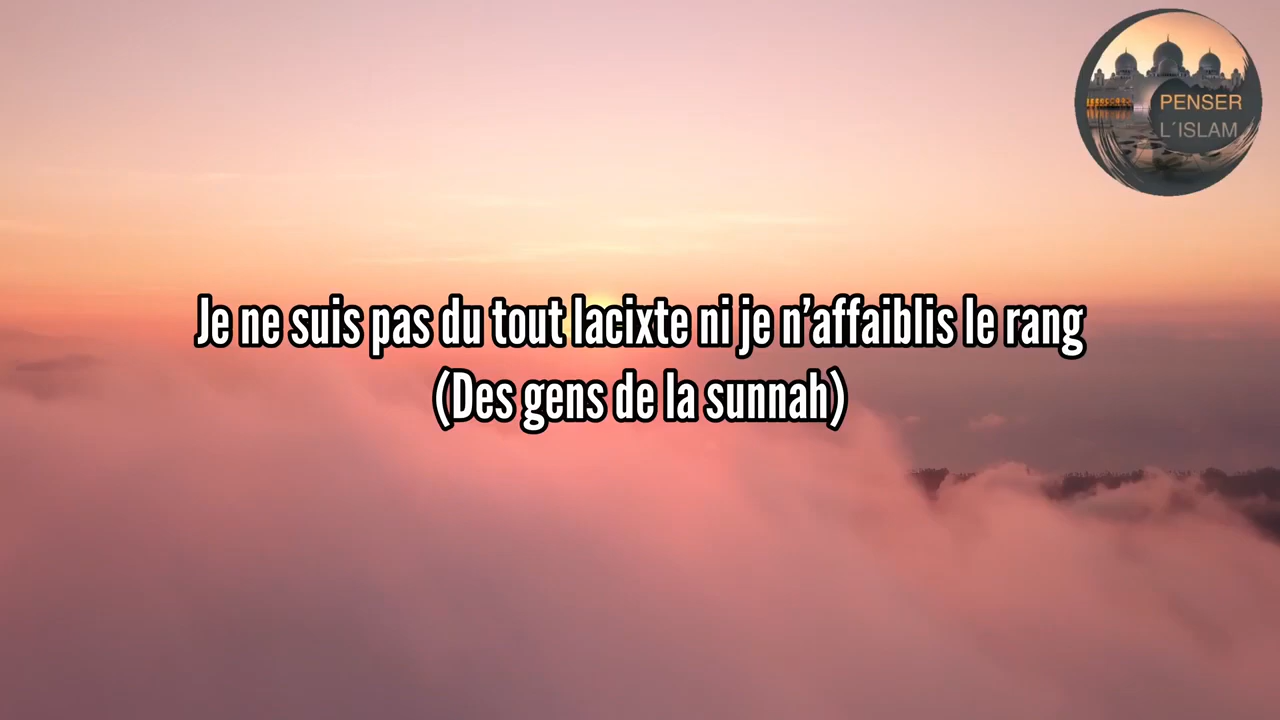 PENSER
L´ISLAM
Je ne suis pas du tout lacixte ni je n’affaiblis le rang
(Des gens de la sunnah)